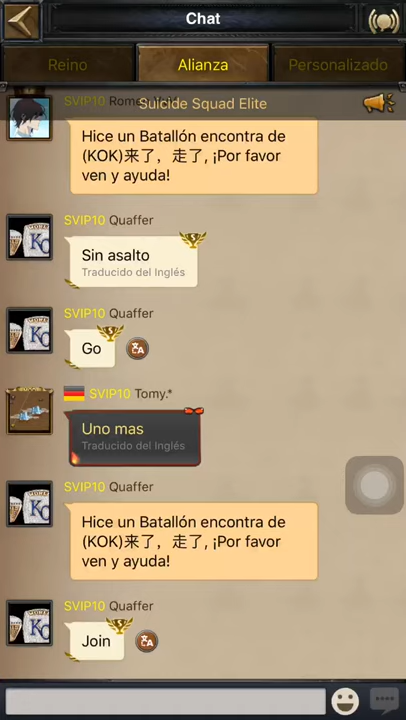 Chat
Reino
Alianza
Personalizado
SVIP10
Suicide Squad Elite
Hice un Batallón encontra de
(KOK)来了，走了, ¡Por favor
ven y ayuda!
SVIP10 Quaffer
Sin asalto
Traducido del Inglés
SVIP10 Quaffer
Go
SVIP10 Tomy.*
Uno mas
Traducido del Inglés
SVIP10 Quaffer
Hice un Batallón encontra de
(KOK)来了，走了, ¡Por favor
ven y ayuda!
SVIP10 Quaffer
Join